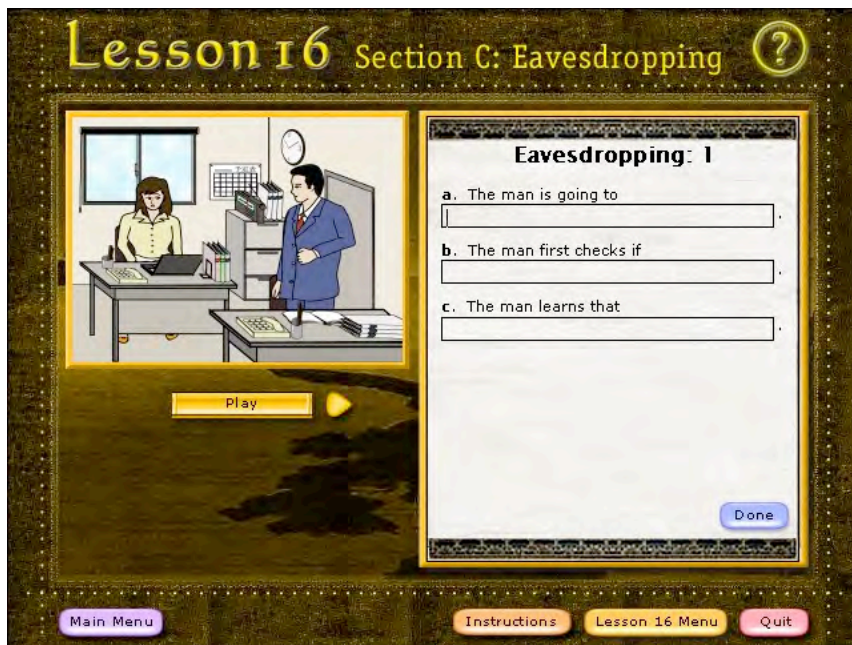 Lesson 16 Section C: Eavesdropping ?
Eavesdropping: 1
a. The man is going to
.
b. The man first checks if
.
c. The man learns that
.
Play
Done
Main Menu
Instructions
Lesson 16 Menu
Quit